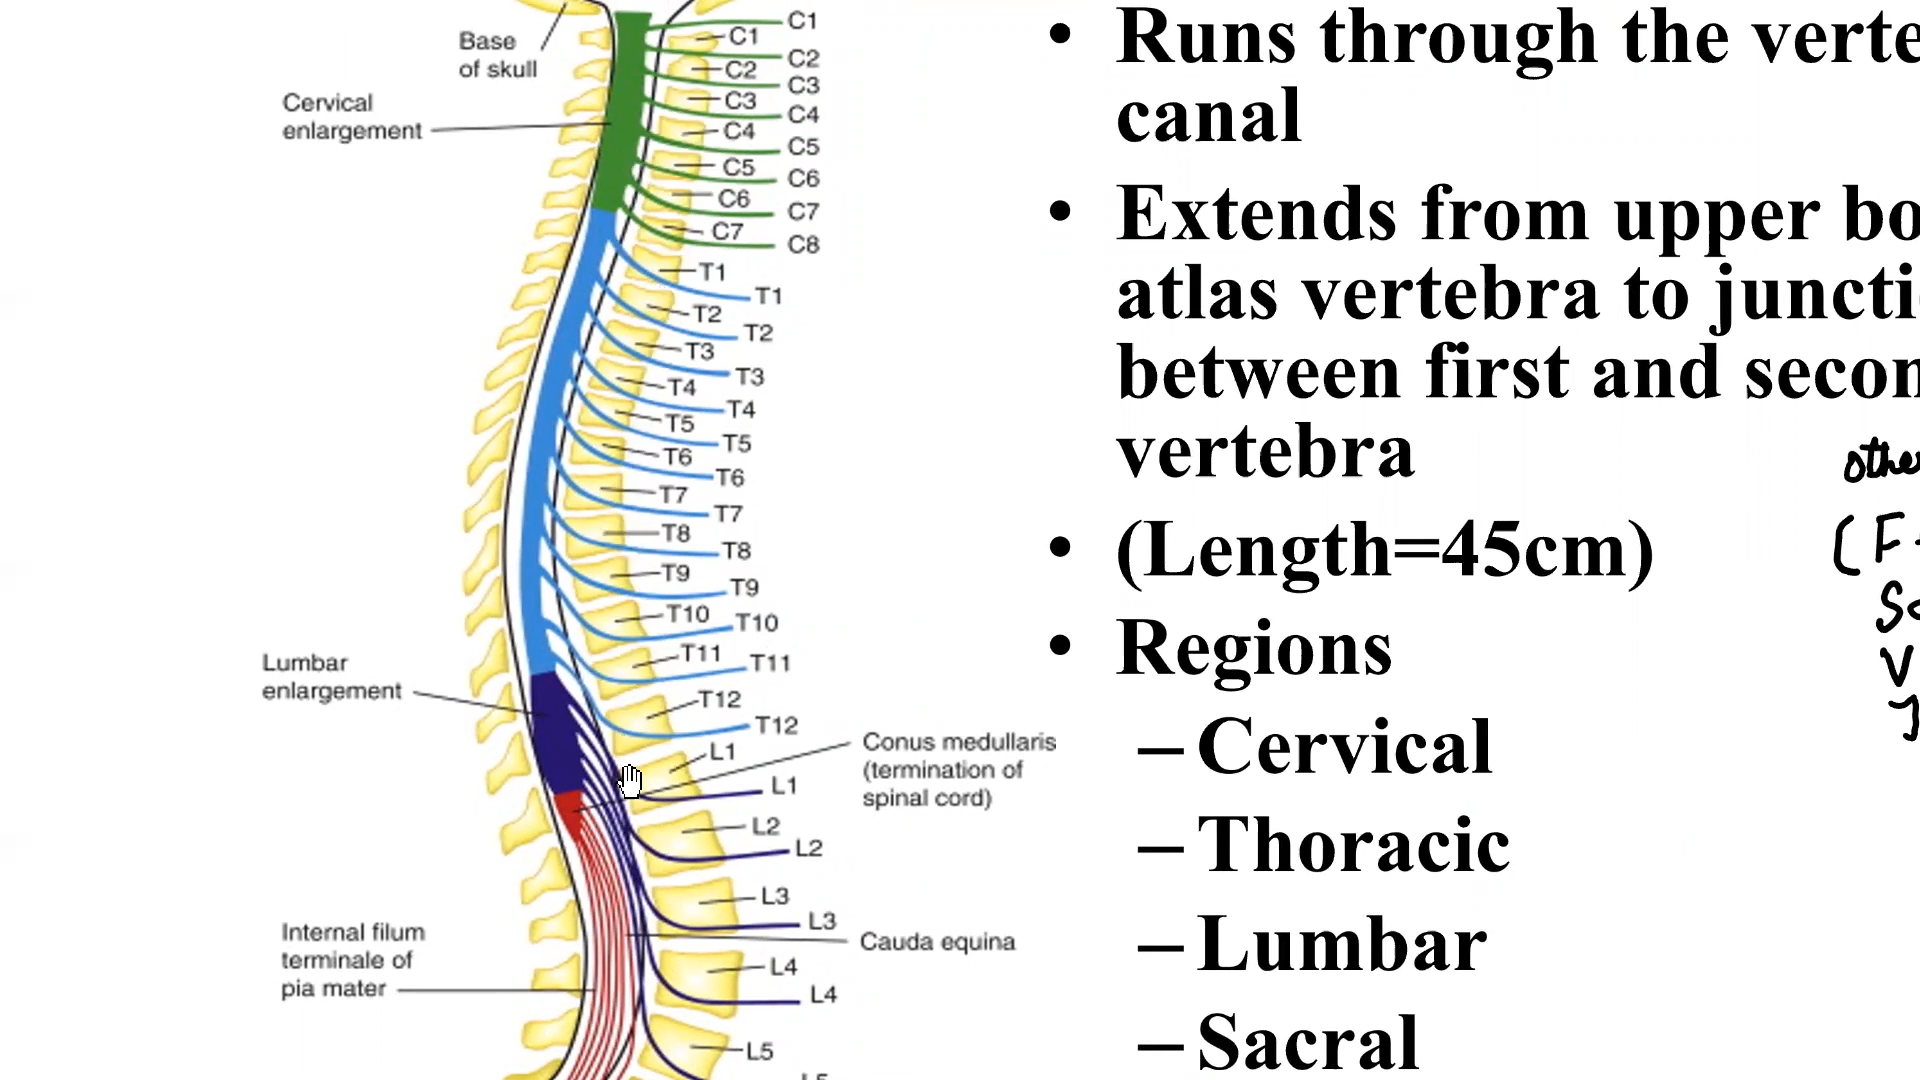 Base
of skull
Cervical
enlargement
C1
C1
C2
C2
C3
C3
C4
C4
C5
C5
C6
C6
C7
C7
C8
T1
T1
T2
T2
T3
T3
T4
T4
T5
T5
T6
T6
T7
T7
T8
T8
T9
T9
T10
T10
T11
T11
T12
T12
L1
L1
L2
L2
L3
L3
L4
L4
L5
Lumbar
enlargement
Conus medullaris
(termination of
spinal cord)
Internal filum
terminale of
pia mater
Cauda equina
• Runs through the verte
canal
• Extends from upper bo
atlas vertebra to juncti
between first and secon
vertebra
• (Length=45cm)
• Regions
– Cervical
– Thoracic
– Lumbar
– Sacral
othe
(F
V